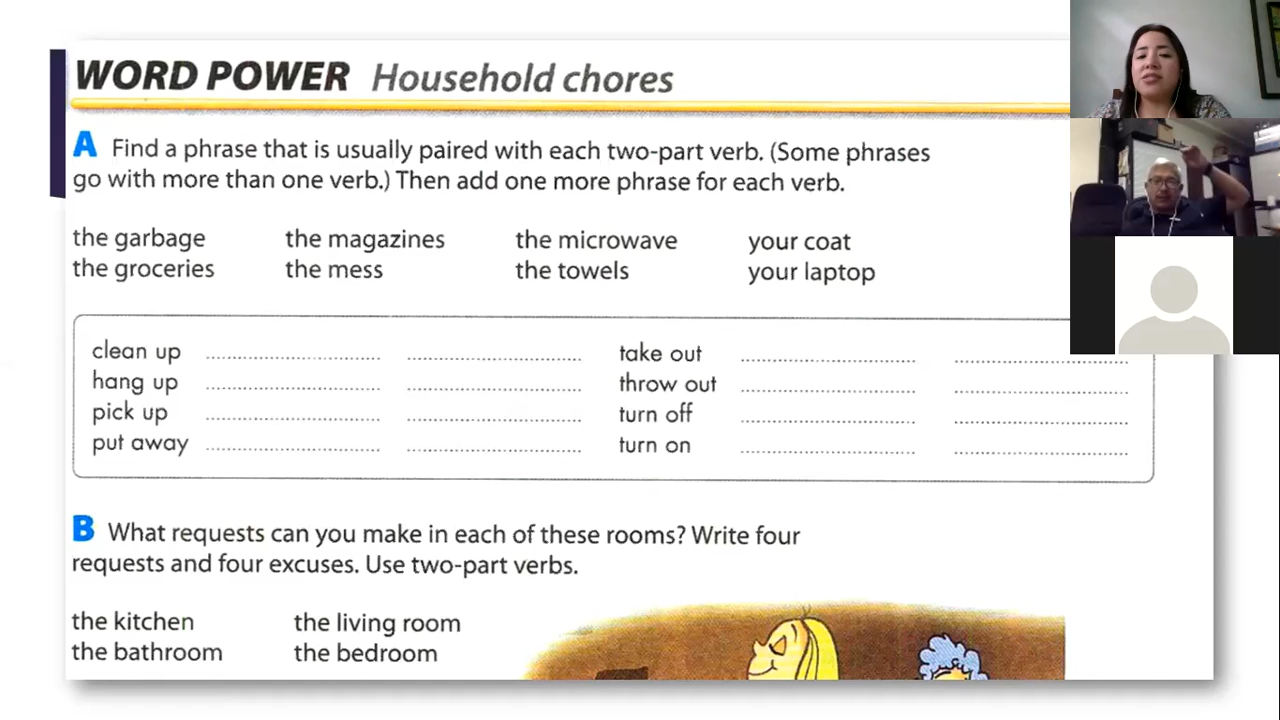 WORD POWER Household chores
A Find a phrase that is usually paired with each two-part verb. (Some phrases
go with more than one verb.) Then add one more phrase for each verb.
the garbage the magazines the microwave your coat
the groceries the mess the towels your laptop
clean up ........................ ........................ take out ........................ ........................
hang up ........................ ........................ throw out ........................ ........................
pick up ........................ ........................ turn off ........................ ........................
put away ........................ ........................ turn on ........................ ........................
B What requests can you make in each of these rooms? Write four
requests and four excuses. Use two-part verbs.
the kitchen the living room
the bathroom the bedroom